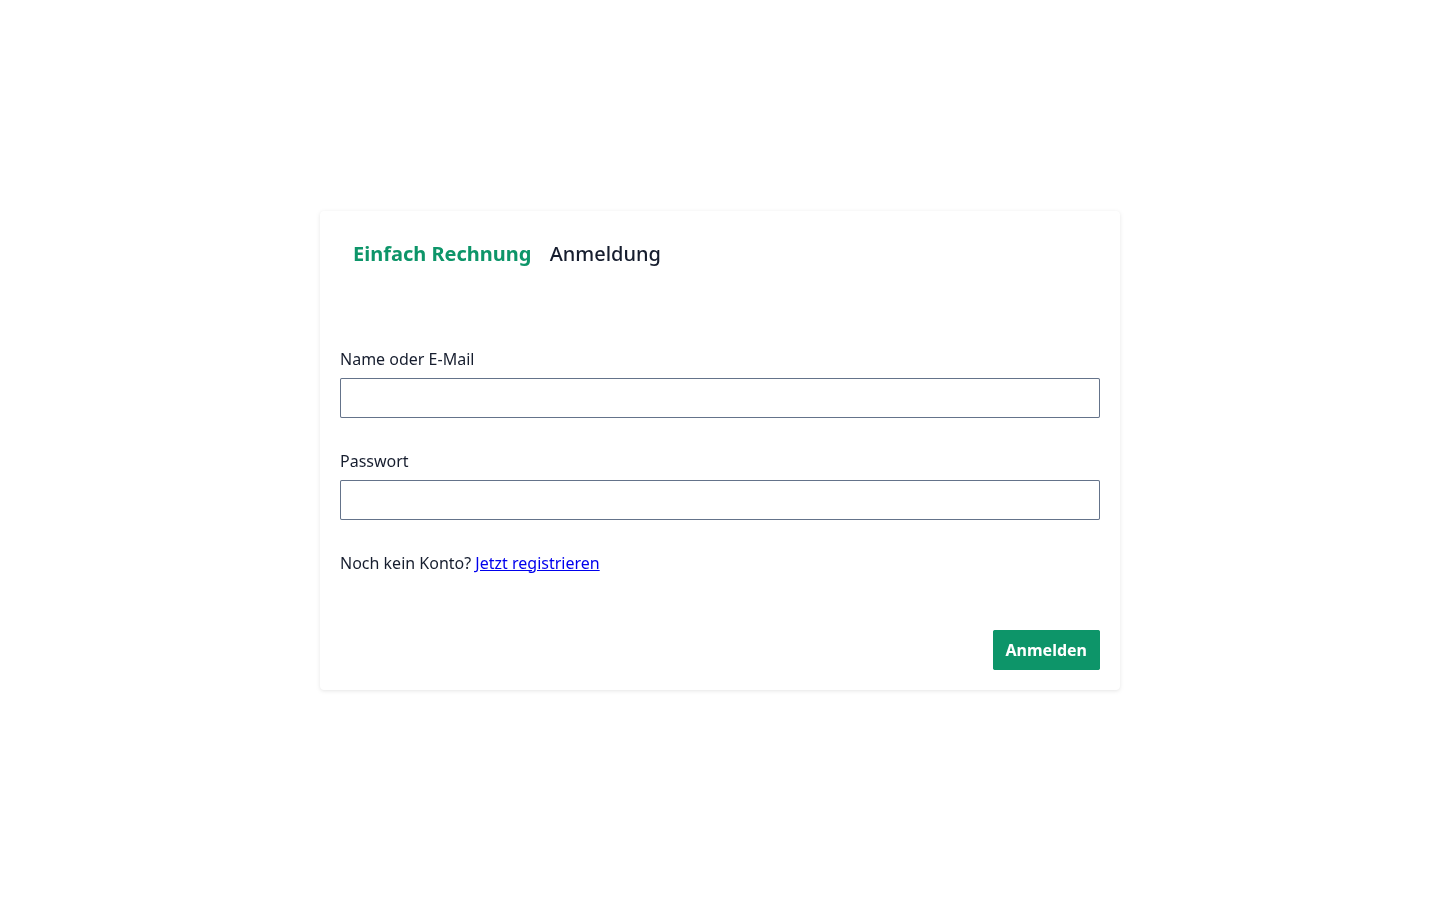 Einfach Rechnung Anmeldung
Name oder E-Mail
Passwort
Noch kein Konto? Jetzt registrieren
Anmelden